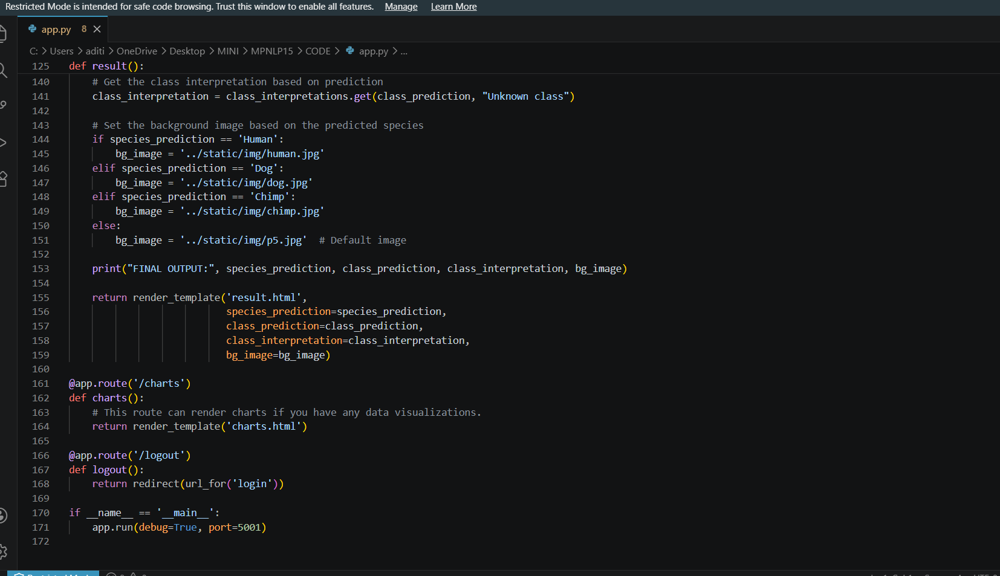 Restricted Mode is intended for safe code browsing. Trust this window to enable all features. Manage Learn More
app.py 8
C: > Users > aditi > OneDrive > Desktop > MINI > MPNLP15 > CODE > app.py > ...
125 def result():
140 # Get the class interpretation based on prediction
141 class_interpretation = class_interpretations.get(class_prediction, "Unknown class")
142
143 # Set the background image based on the predicted species
144 if species_prediction == 'Human':
145 bg_image = '../static/img/human.jpg'
146 elif species_prediction == 'Dog':
147 bg_image = '../static/img/dog.jpg'
148 elif species_prediction == 'Chimp':
149 bg_image = '../static/img/chimp.jpg'
150 else:
151 bg_image = '../static/img/p5.jpg'  # Default image
152
153 print("FINAL OUTPUT:", species_prediction, class_prediction, class_interpretation, bg_image)
154
155 return render_template('result.html',
156 species_prediction=species_prediction,
157 class_prediction=class_prediction,
158 class_interpretation=class_interpretation,
159 bg_image=bg_image)
160
161 @app.route('/charts')
162 def charts():
163 # This route can render charts if you have any data visualizations.
164 return render_template('charts.html')
165
166 @app.route('/logout')
167 def logout():
168 return redirect(url_for('login'))
169
170 if __name__ == '__main__':
171 app.run(debug=True, port=5001)
172